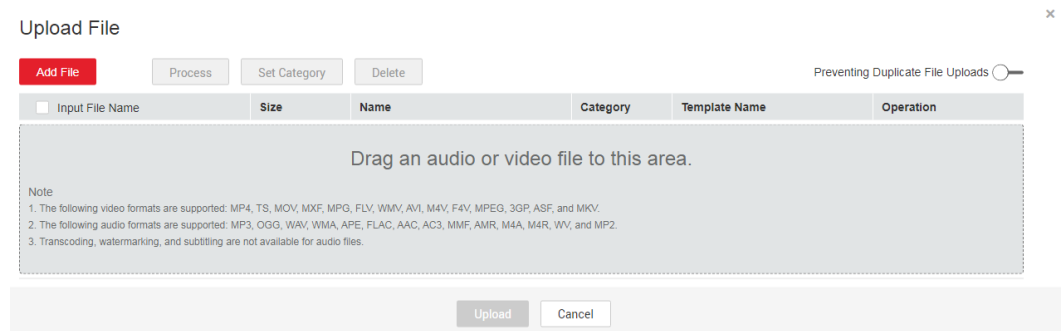 ×
Upload File
Add File Process Set Category Delete Preventing Duplicate File Uploads
Input File Name Size Name Category Template Name Operation
Drag an audio or video file to this area.
Note
1. The following video formats are supported: MP4, TS, MOV, MXF, MPG, FLV, WMV, AVI, M4V, F4V, MPEG, 3GP, ASF, and MKV.
2. The following audio formats are supported: MP3, OGG, WAV, WMA, APE, FLAC, AAC, AC3, MMF, AMR, M4A, M4R, WV, and MP2.
3. Transcoding, watermarking, and subtitling are not available for audio files.
Upload Cancel